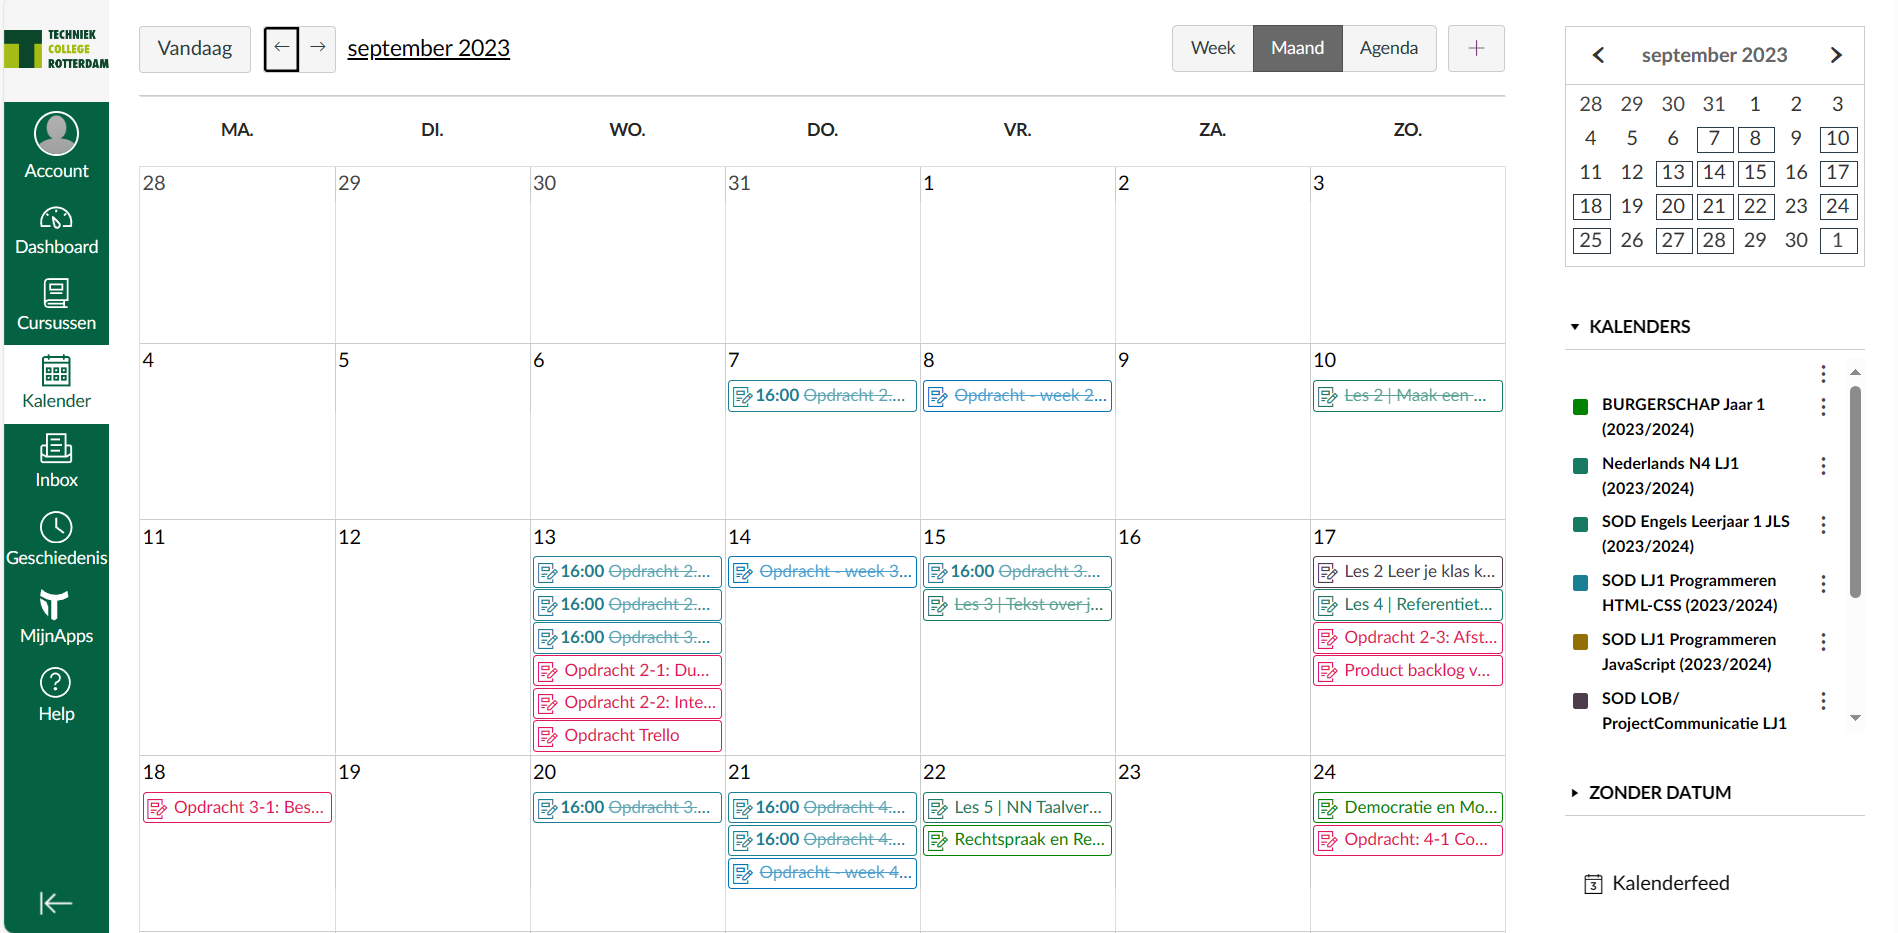 TECHNIEK
COLLEGE
ROTTERDAM
Account
Dashboard
Cursussen
Kalender
Inbox
Geschiedenis
MijnApps
Help
Vandaag
september 2023
Week Maand Agenda
MA. DI. WO. DO. VR. ZA. ZO.
28 29 30 31 1 2 3
4 5 6 7 8 9 10
16:00 Opdracht 2....
Opdracht - week 2...
Les 2 | Maak een ...
11 12 13 14 15 16 17
16:00 Opdracht 2....
16:00 Opdracht 2....
16:00 Opdracht 3....
Opdracht 2-1: Du...
Opdracht 2-2: Inte...
Opdracht Trello
Opdracht - week 3...
16:00 Opdracht 3....
Les 3 | Tekst over j...
Les 2 Leer je klas k...
Les 4 | Referentiet...
Opdracht 2-3: Afst...
Product backlog v...
18 19 20 21 22 23 24
Opdracht 3-1: Bes...
16:00 Opdracht 3....
16:00 Opdracht 4....
16:00 Opdracht 4....
Opdracht - week 4...
Les 5 | NN Taalver...
Rechtspraak en Re...
Democratie en Mo...
Opdracht: 4-1 Co...
september 2023
28 29 30 31 1 2 3
4 5 6 7 8 9 10
11 12 13 14 15 16 17
18 19 20 21 22 23 24
25 26 27 28 29 30 1
KALENDERS
BURGERSCHAP Jaar 1
(2023/2024)
Nederlands N4 LJ1
(2023/2024)
SOD Engels Leerjaar 1 JLS
(2023/2024)
SOD LJ1 Programmeren
HTML-CSS (2023/2024)
SOD LJ1 Programmeren
JavaScript (2023/2024)
SOD LOB/
ProjectCommunicatie LJ1
ZONDER DATUM
3 Kalenderfeed